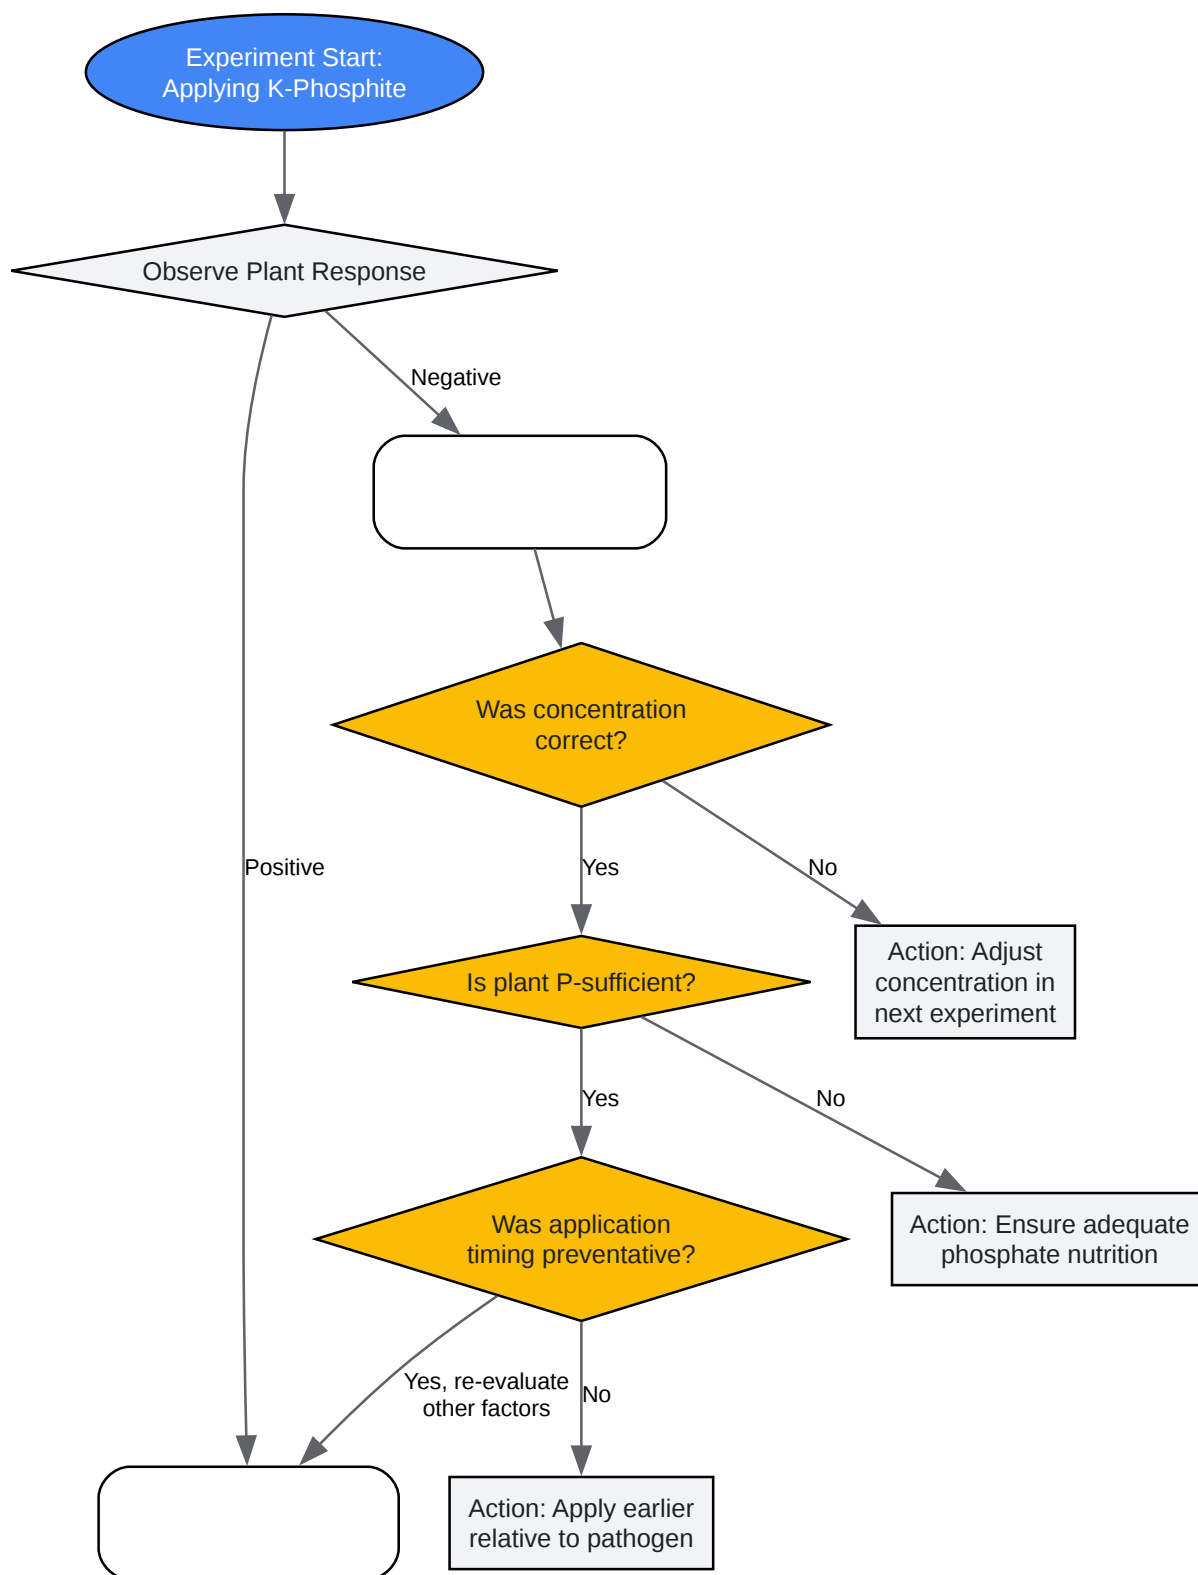 Experiment Start:
Applying K-Phosphite
Observe Plant Response
Negative
Was concentration
correct?
Positive
Yes
No
Action: Adjust
concentration in
next experiment
Is plant P-sufficient?
Yes
No
Was application
timing preventative?
Action: Ensure adequate
phosphate nutrition
Yes, re-evaluate
other factors
No
Action: Apply earlier
relative to pathogen